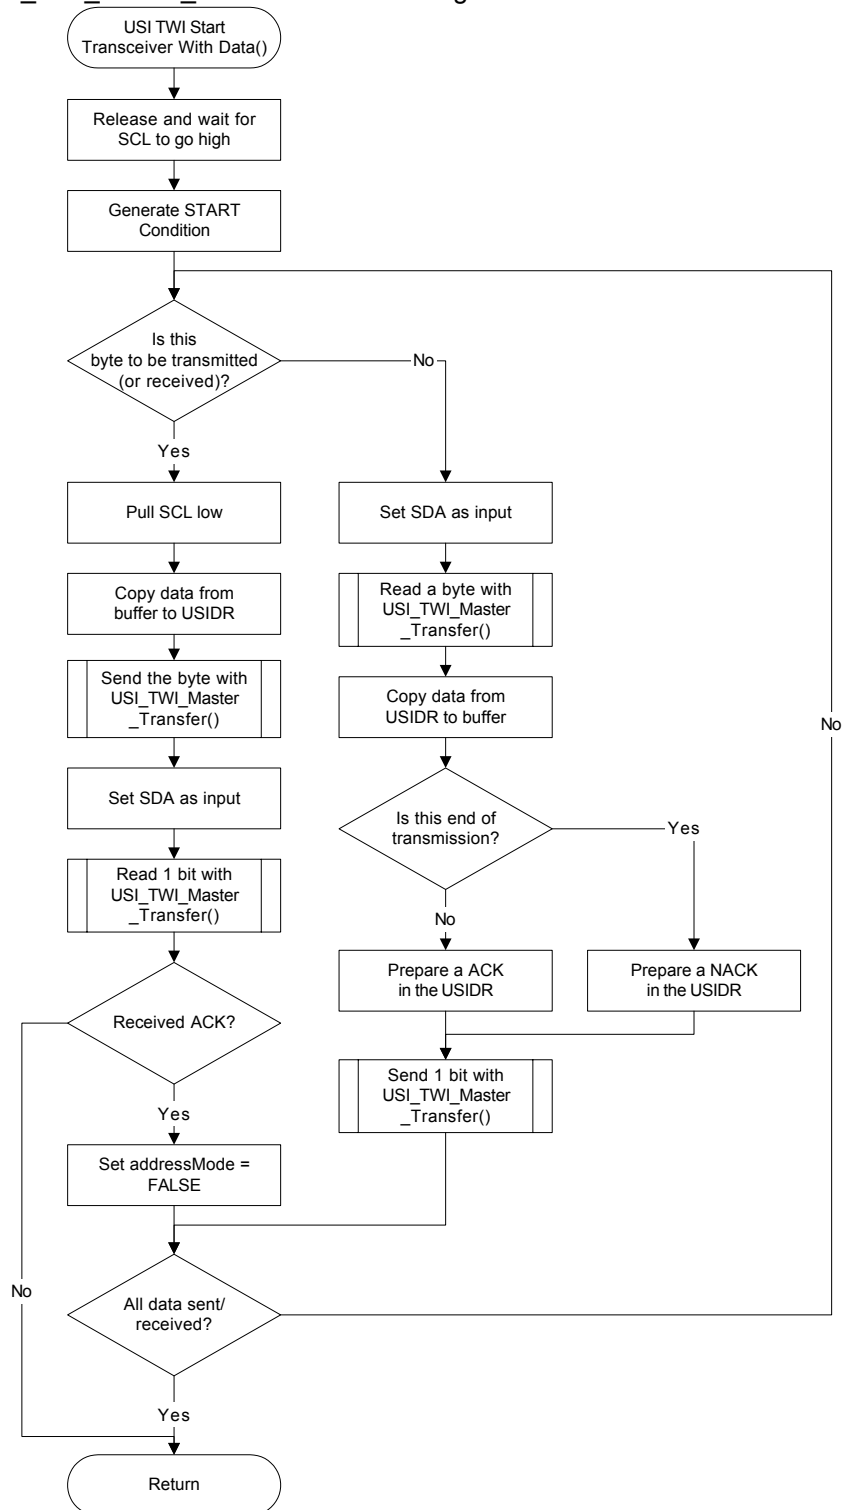 USI TWI Start
Transceiver With Data()
Release and wait for
SCL to go high
Generate START
Condition
Is this
byte to be transmitted
(or received)?
No
Yes
Pull SCL low
Set SDA as input
Copy data from
buffer to USIDR
Read a byte with
USI_TWI_Master
_Transfer()
Send the byte with
USI_TWI_Master
_Transfer()
Copy data from
USIDR to buffer
No
Set SDA as input
Is this end of
transmission?
Yes
Read 1 bit with
USI_TWI_Master
_Transfer()
No
Prepare a ACK
in the USIDR
Prepare a NACK
in the USIDR
Received ACK?
Send 1 bit with
USI_TWI_Master
_Transfer()
Yes
Set addressMode =
FALSE
No
All data sent/
received?
Yes
Return